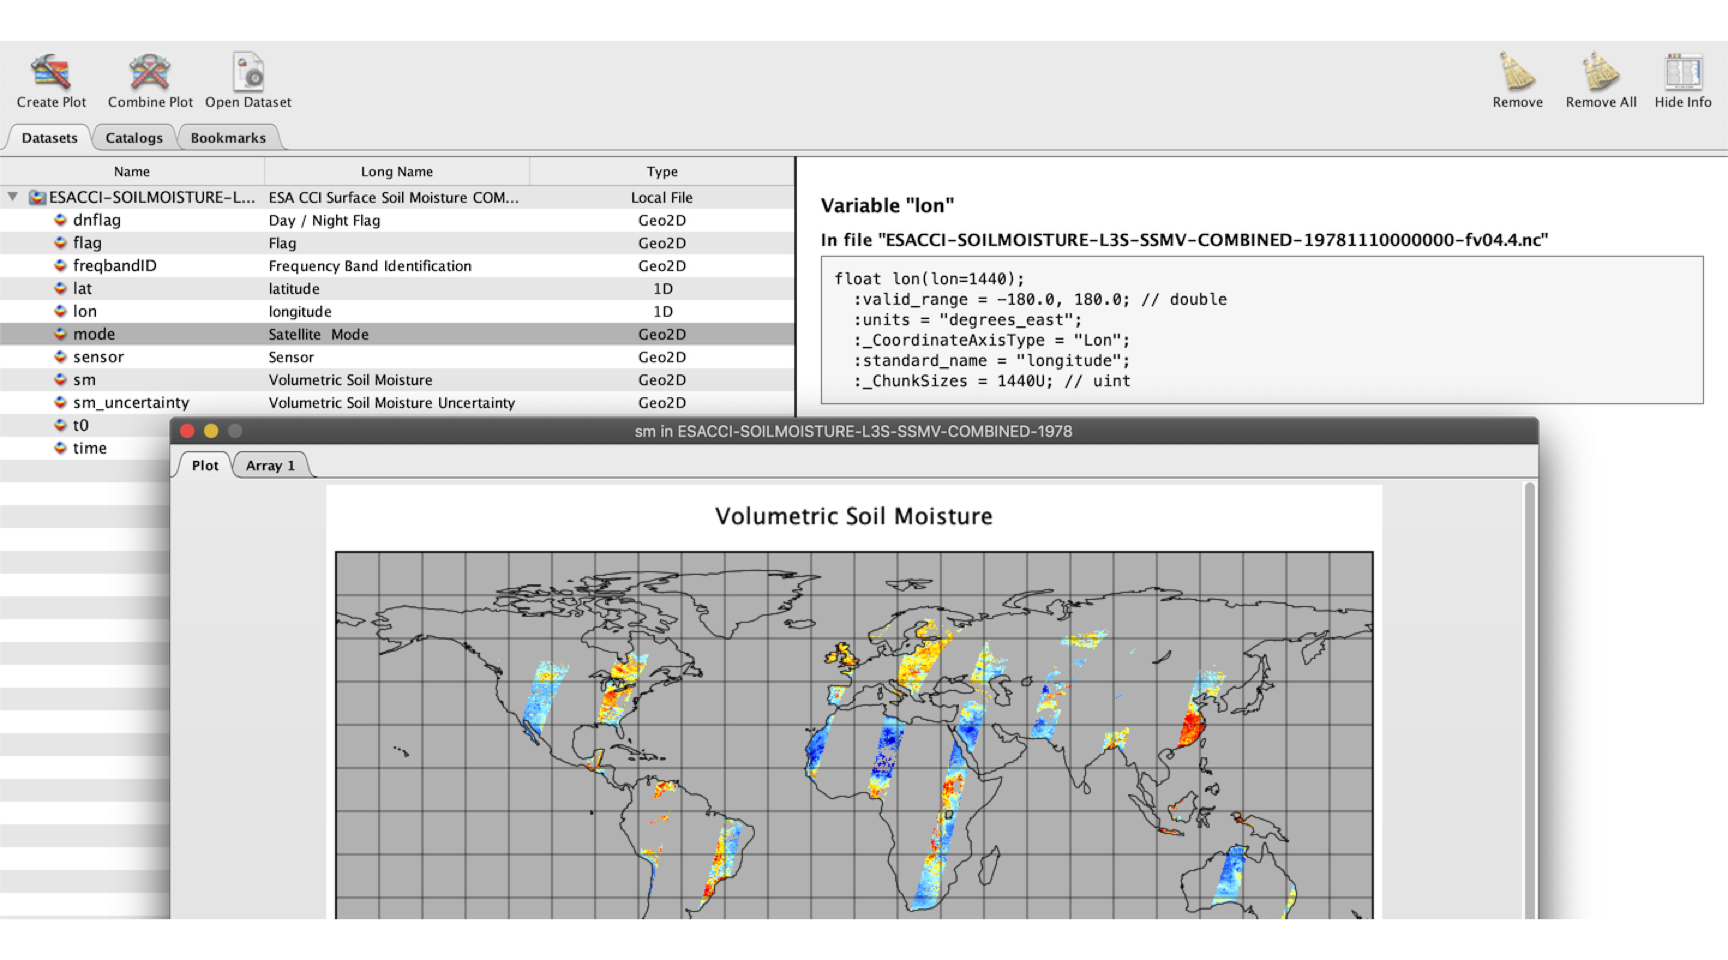 Create Plot Combine Plot Open Dataset Remove Remove All Hide Info
Datasets Catalogs Bookmarks
Name Long Name Type
ESACCI-SOILMOISTURE-L... ESA CCI Surface Soil Moisture COM... Local File
dnflag Day / Night Flag Geo2D
flag Flag Geo2D
freqbandID Frequency Band Identification Geo2D
lat latitude 1D
lon longitude 1D
mode Satellite Mode Geo2D
sensor Sensor Geo2D
sm Volumetric Soil Moisture Geo2D
sm_uncertainty Volumetric Soil Moisture Uncertainty Geo2D
t0
time
Variable "lon"
In file "ESACCI-SOILMOISTURE-L3S-SSMV-COMBINED-19781110000000-fv04.4.nc"
float lon(lon=1440);
:valid_range = -180.0, 180.0; // double
:units = "degrees_east";
:_CoordinateAxisType = "Lon";
:standard_name = "longitude";
:_ChunkSizes = 1440U; // uint
sm in ESACCI-SOILMOISTURE-L3S-SSMV-COMBINED-1978
Plot Array 1
Volumetric Soil Moisture